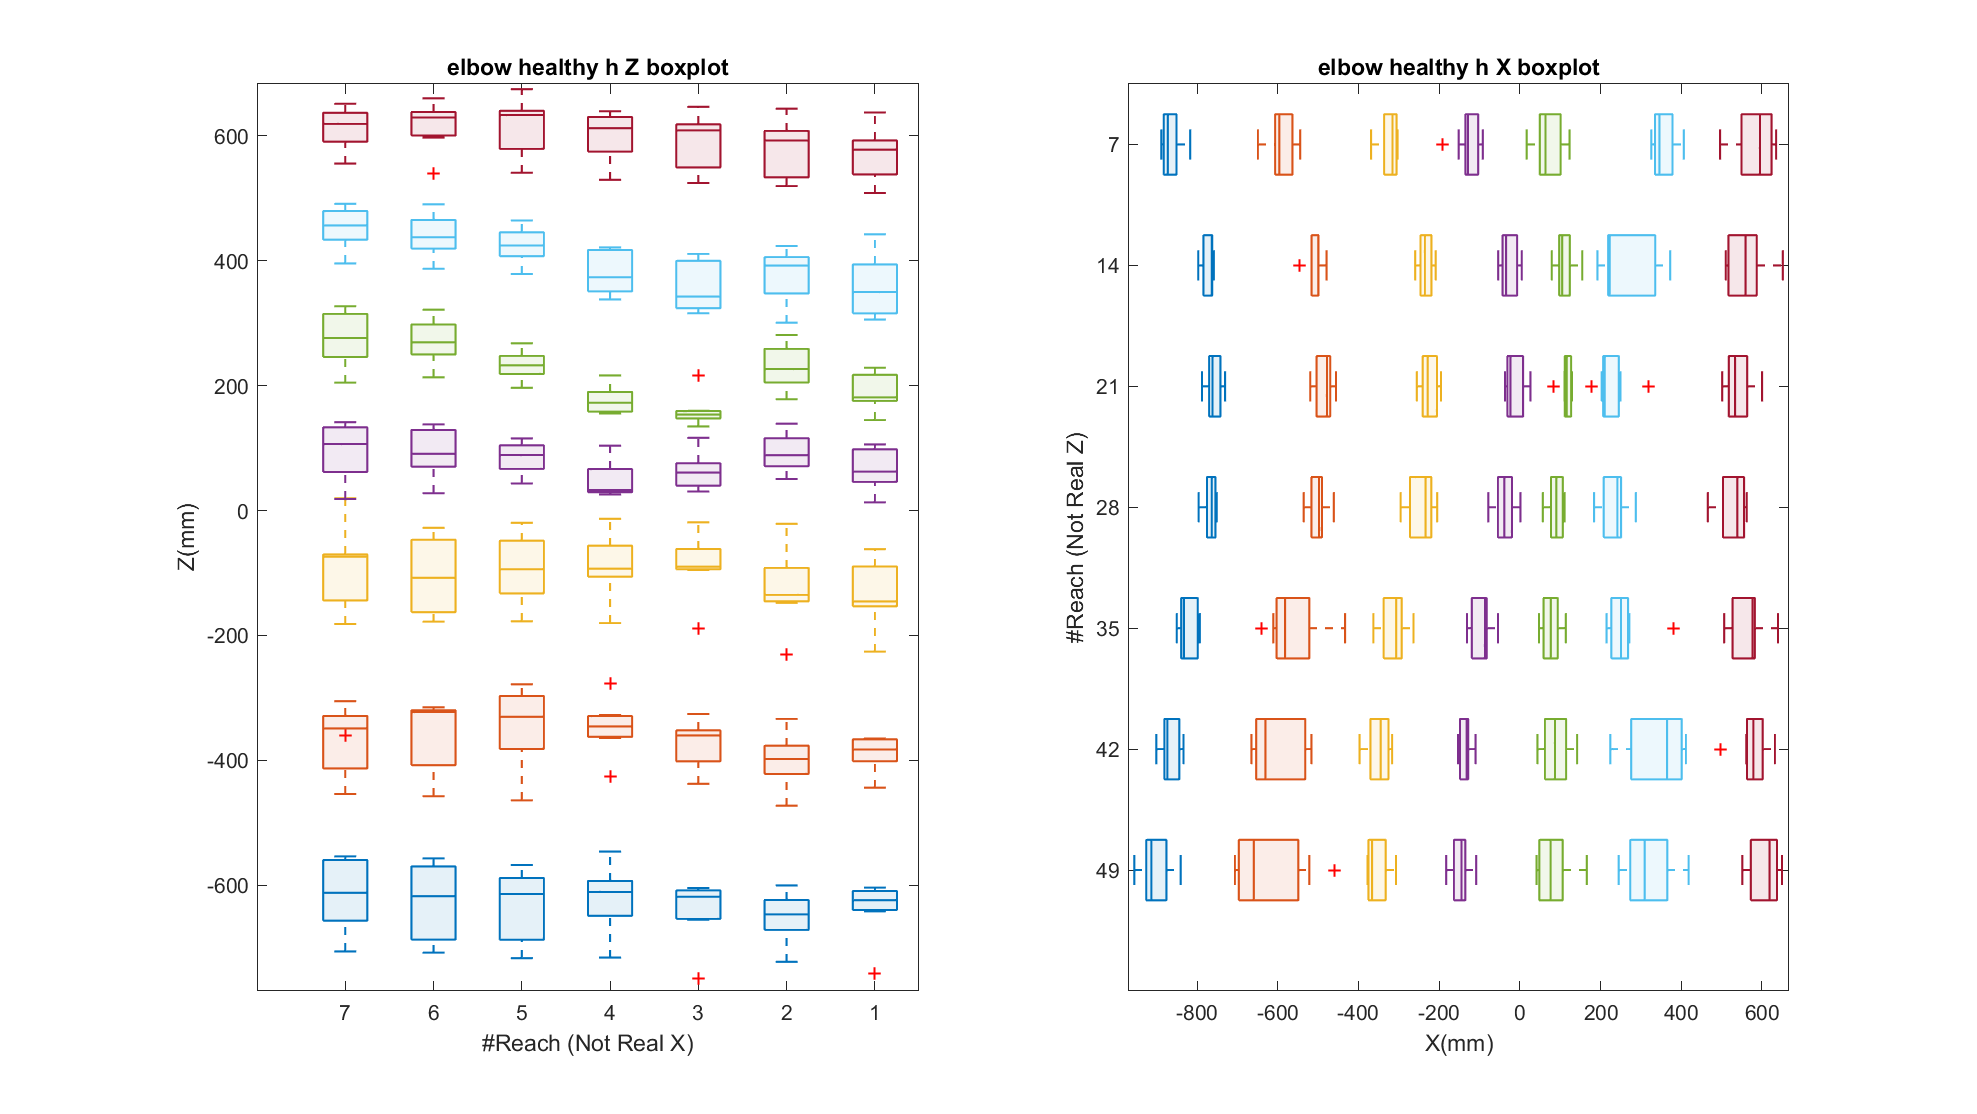 elbow healthy h Z boxplot
Z(mm)
600
400
200
0
-200
-400
-600
7 6 5 4 3 2 1
#Reach (Not Real X)
elbow healthy h X boxplot
#Reach (Not Real Z)
7
14
21
28
35
42
49
-800 -600 -400 -200 0 200 400 600
X(mm)